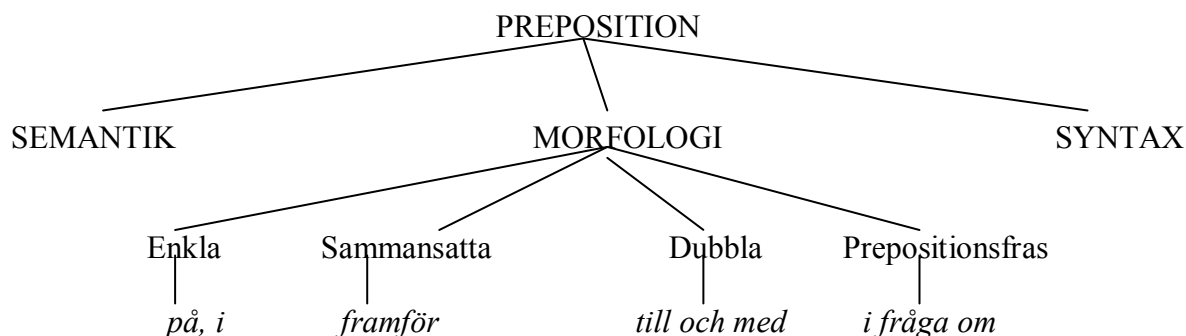 PREPOSITION
SEMANTIK MORFOLOGI SYNTAX
Enkla Sammansatta Dubbla Prepositionsfras
på, i framför till och med i fråga om